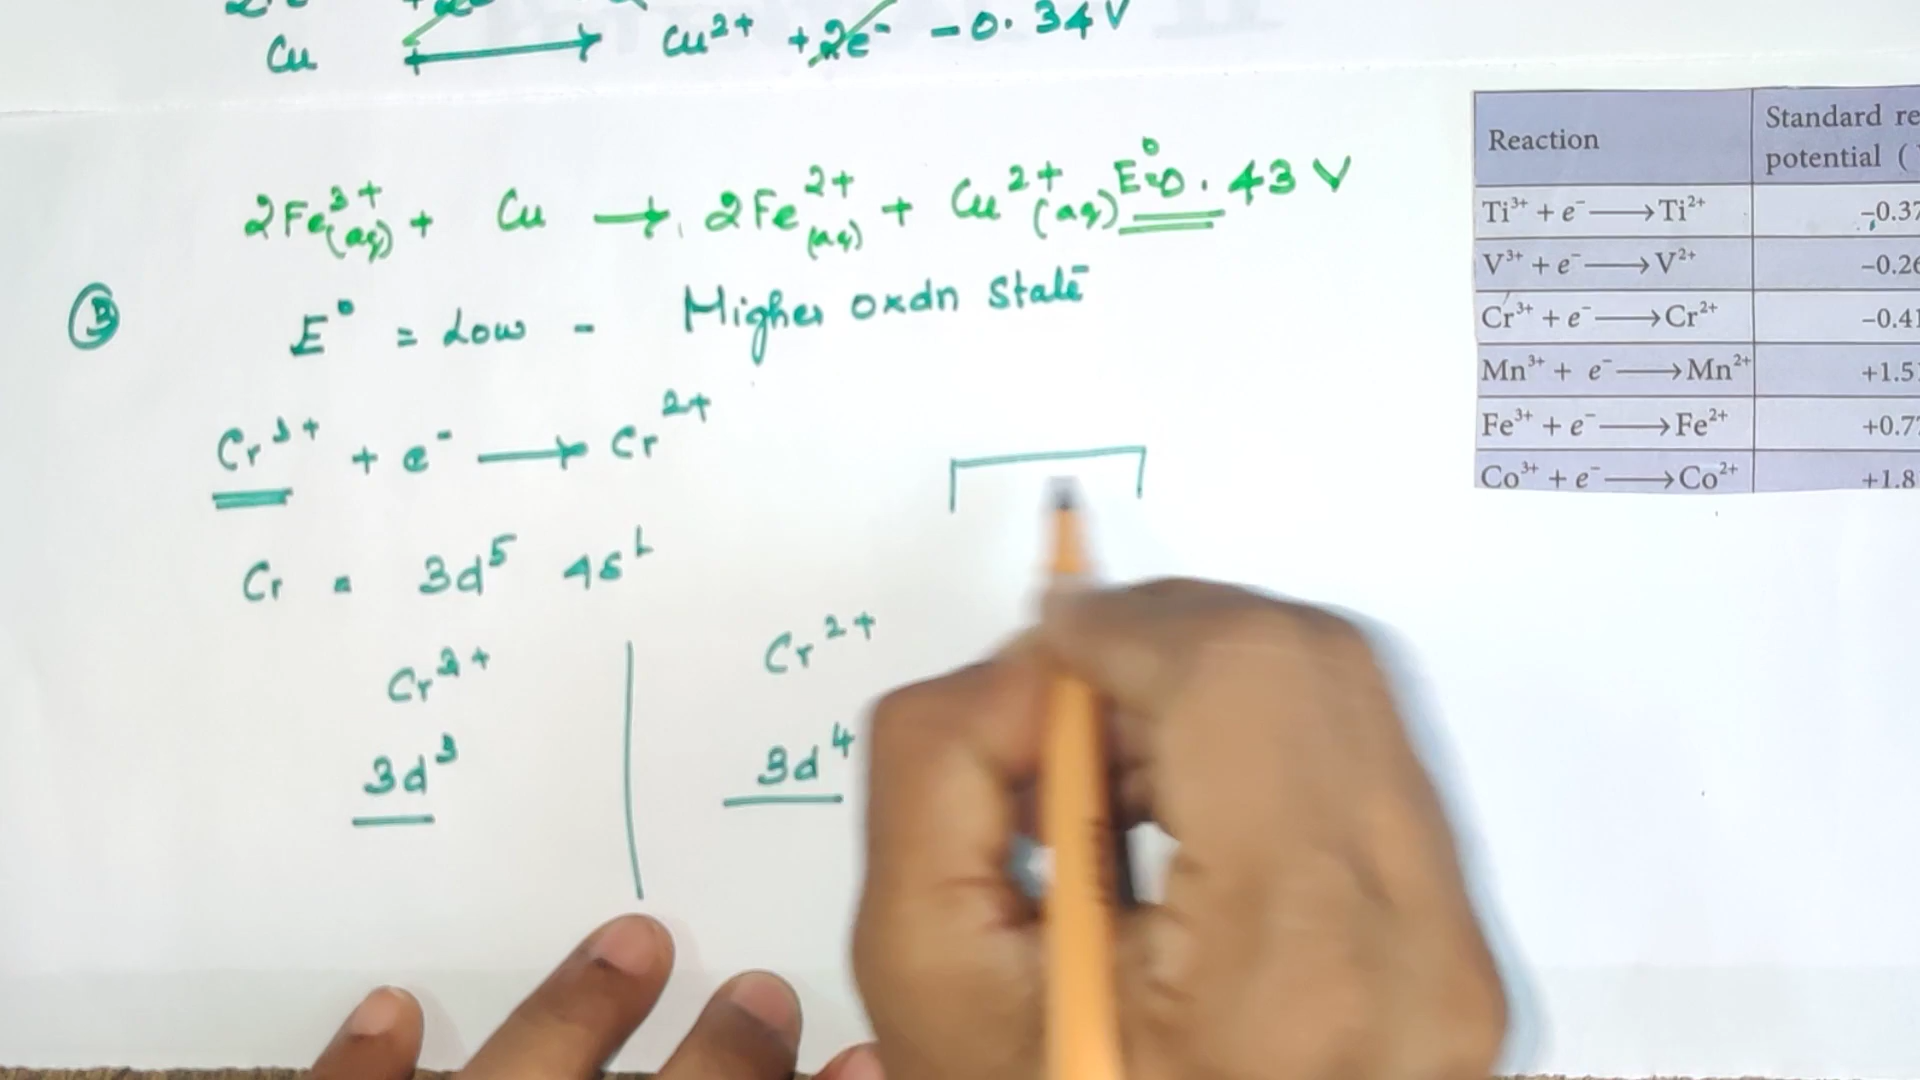 Cu ⟷ Cu²⁺ + 2e⁻ - 0.34 V
2Fe³⁺(aq) + Cu → 2Fe²⁺(aq) + Cu²⁺(aq) E°=0.43 V
B E° = Low - Higher oxdn State
Cr³⁺ + e⁻ → Cr²⁺
Cr = 3d⁵ 4s¹
Cr³⁺ Cr²⁺
3d³ 3d⁴
Reaction Standard re
potential (
Ti³⁺ + e⁻ ⟶ Ti²⁺ -0.37
V³⁺ + e⁻ ⟶ V²⁺ -0.26
Cr³⁺ + e⁻ ⟶ Cr²⁺ -0.41
Mn³⁺ + e⁻ ⟶ Mn²⁺ +1.51
Fe³⁺ + e⁻ ⟶ Fe²⁺ +0.77
Co³⁺ + e⁻ ⟶ Co²⁺ +1.8